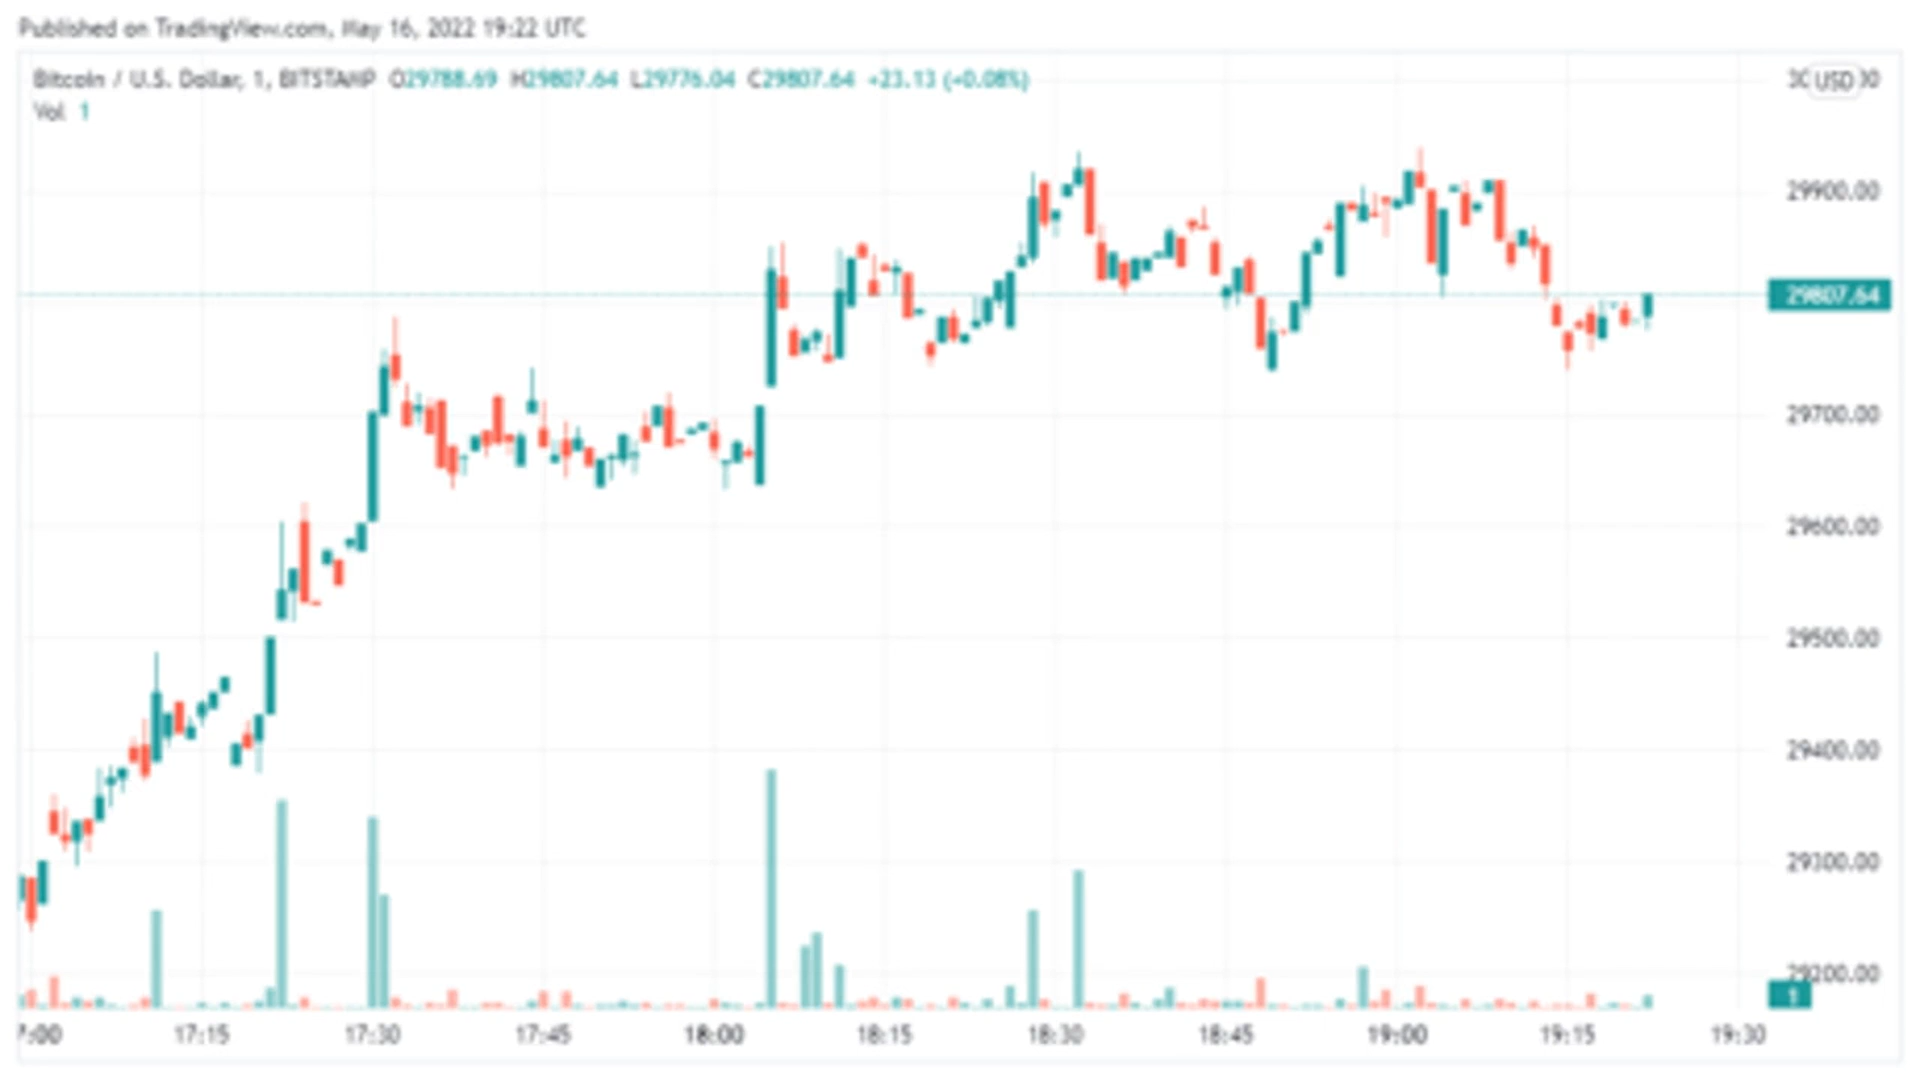 Published on TradingView.com, May 16, 2022 19:22 UTC
Bitcoin / U.S. Dollar, 1, BITSTAMP O29788.69 H29807.64 L29776.04 C29807.64 +23.13 (+0.08%)
Vol 1
USD
29900.00
29807.64
29700.00
29600.00
29500.00
29400.00
29300.00
29200.00
1
17:15 17:30 17:45 18:00 18:15 18:30 18:45 19:00 19:15 19:30